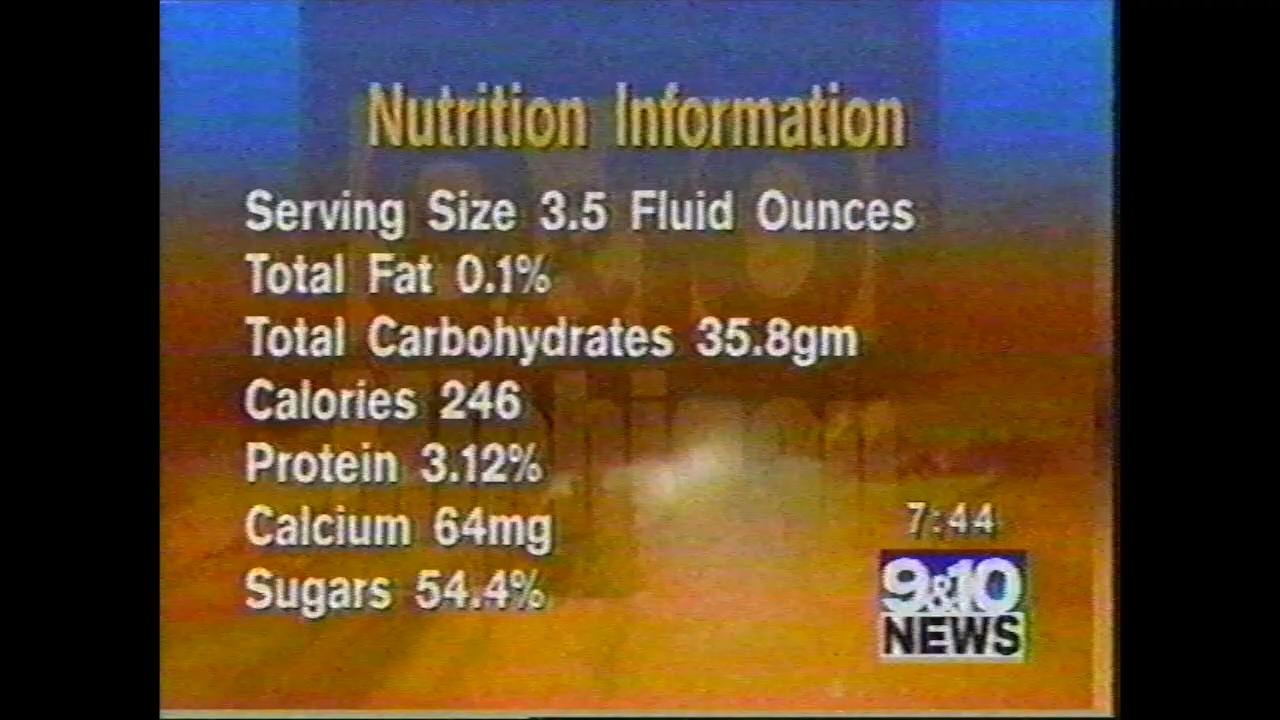 Nutrition Information
Serving Size 3.5 Fluid Ounces
Total Fat 0.1%
Total Carbohydrates 35.8gm
Calories 246
Protein 3.12%
Calcium 64mg
Sugars 54.4%
7:44
9&10
NEWS